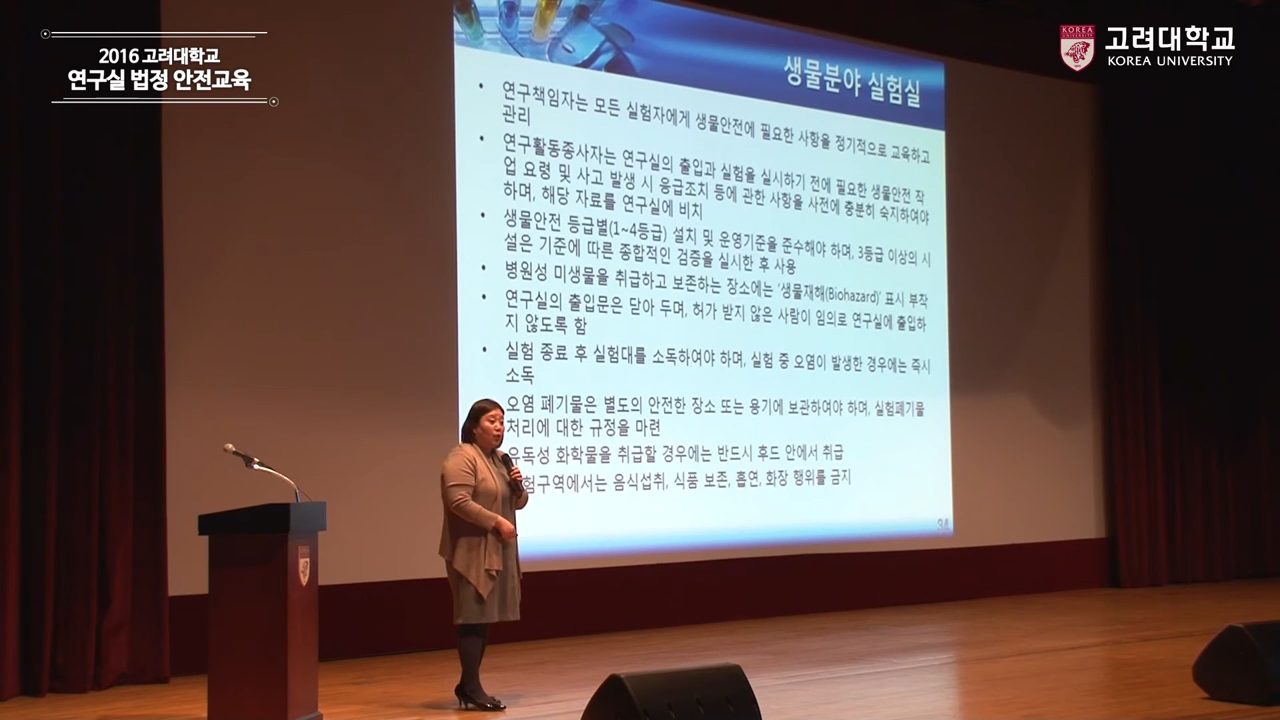 2016 고려대학교
연구실 법정 안전교육
KOREA
UNIVERSITY
고려대학교
KOREA UNIVERSITY
생물분야 실험실
• 연구책임자는 모든 실험자에게 생물안전에 필요한 사항을 정기적으로 교육하고
관리
• 연구활동종사자는 연구실의 출입과 실험을 실시하기 전에 필요한 생물안전 작
업 요령 및 사고 발생 시 응급조치 등에 관한 사항을 사전에 충분히 숙지하여야
하며, 해당 자료를 연구실에 비치
• 생물안전 등급별(1~4등급) 설치 및 운영기준을 준수해야 하며, 3등급 이상의 시
설은 기준에 따른 종합적인 검증을 실시한 후 사용
• 병원성 미생물을 취급하고 보존하는 장소에는 '생물재해(Biohazard)' 표시 부착
• 연구실의 출입문은 닫아 두며, 허가 받지 않은 사람이 임의로 연구실에 출입하
지 않도록 함
• 실험 종료 후 실험대를 소독하여야 하며, 실험 중 오염이 발생한 경우에는 즉시
소독
오염 폐기물은 별도의 안전한 장소 또는 용기에 보관하여야 하며, 실험폐기물
처리에 대한 규정을 마련
유독성 화학물을 취급할 경우에는 반드시 후드 안에서 취급
험구역에서는 음식섭취, 식품 보존, 흡연, 화장 행위를 금지
34